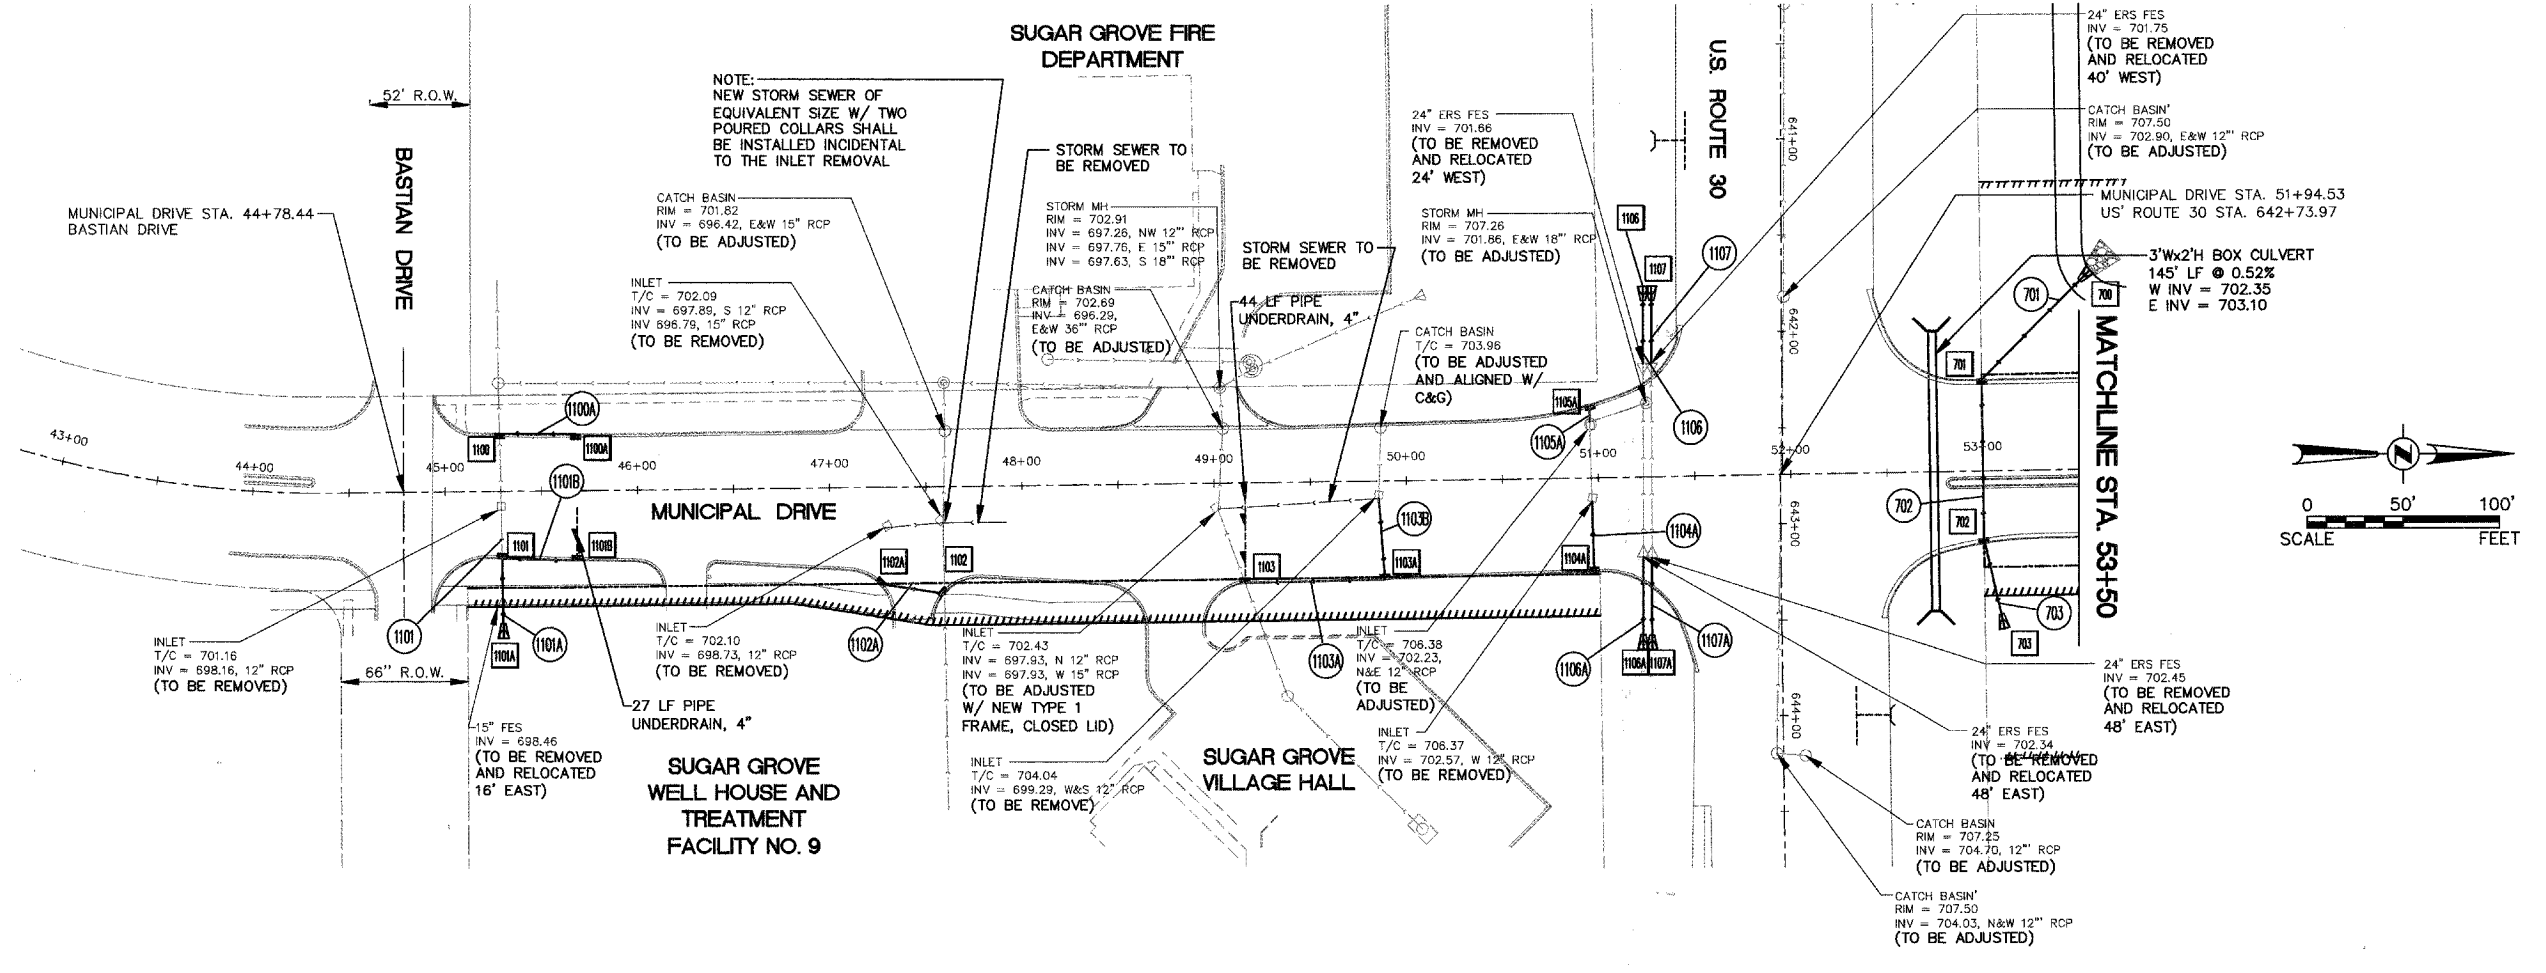 SUGAR GROVE FIRE
DEPARTMENT
52' R.O.W.
BASTIAN DRIVE
NOTE:
NEW STORM SEWER OF
EQUIVALENT SIZE W/ TWO
POURED COLLARS SHALL
BE INSTALLED INCIDENTAL
TO THE INLET REMOVAL
STORM SEWER TO
BE REMOVED
MUNICIPAL DRIVE STA. 44+78.44
BASTIAN DRIVE
CATCH BASIN
RIM = 701.82
INV = 696.42, E&W 15" RCP
(TO BE ADJUSTED)
INLET
T/C = 702.09
INV = 697.89, S 12" RCP
INV 696.79, 15" RCP
(TO BE REMOVED)
STORM MH
RIM = 702.91
INV = 697.26, NW 12"' RCP
INV = 697.76, E 15"' RCP
INV = 697.63, S 18"' RCP
CATCH BASIN
RIM = 702.69
INV = 696.29,
E&W 36"' RCP
(TO BE ADJUSTED)
STORM SEWER TO
BE REMOVED
44 LF PIPE
UNDERDRAIN, 4"
24" ERS FES
INV = 701.66
(TO BE REMOVED
AND RELOCATED
24' WEST)
STORM MH
RIM = 707.26
INV = 701.86, E&W 18"' RCP
(TO BE ADJUSTED)
CATCH BASIN
T/C = 703.96
(TO BE ADJUSTED
AND ALIGNED W/
C&G)
U.S. ROUTE 30
24" ERS FES
INV = 701.75
(TO BE REMOVED
AND RELOCATED
40' WEST)
CATCH BASIN'
RIM = 707.50
INV = 702.90, E&W 12"' RCP
(TO BE ADJUSTED)
MUNICIPAL DRIVE STA. 51+94.53
US' ROUTE 30 STA. 642+73.97
3'Wx2'H BOX CULVERT
145' LF @ 0.52%
W INV = 702.35
E INV = 703.10
641+00
642+00
643+00
644+00
1106
1107
1107
1106
701
700
701
1100A
1100
1100A
1105A
1105A
43+00
44+00
45+00
46+00
47+00
48+00
49+00
50+00
51+00
52+00
53+00
MATCHLINE STA. 53+50
1101B
MUNICIPAL DRIVE
1103B
1104A
702
702
N
0 50' 100'
SCALE FEET
1101
1101B
1102A
1102
1103
1103A
1104A
1101
1101A
1101A
1102A
1103A
1106A
1106A
1107A
1107A
703
703
INLET
T/C = 701.16
INV = 698.16, 12" RCP
(TO BE REMOVED)
66" R.O.W.
15" FES
INV = 698.46
(TO BE REMOVED
AND RELOCATED
16' EAST)
27 LF PIPE
UNDERDRAIN, 4"
INLET
T/C = 702.10
INV = 698.73, 12" RCP
(TO BE REMOVED)
SUGAR GROVE
WELL HOUSE AND
TREATMENT
FACILITY NO. 9
INLET
T/C = 702.43
INV = 697.93, N 12" RCP
INV = 697.93, W 15" RCP
(TO BE ADJUSTED
W/ NEW TYPE 1
FRAME, CLOSED LID)
INLET
T/C = 704.04
INV = 699.29, W&S 12" RCP
(TO BE REMOVE)
SUGAR GROVE
VILLAGE HALL
INLET
T/C = 706.38
INV = 702.23,
N&E 12" RCP
(TO BE
ADJUSTED)
INLET
T/C = 706.37
INV = 702.57, W 12" RCP
(TO BE REMOVED)
24" ERS FES
INV = 702.45
(TO BE REMOVED
AND RELOCATED
48' EAST)
24" ERS FES
INV = 702.34
(TO BE REMOVED
AND RELOCATED
48' EAST)
CATCH BASIN
RIM = 707.25
INV = 704.70, 12"' RCP
(TO BE ADJUSTED)
CATCH BASIN'
RIM = 707.50
INV = 704.03, N&W 12"' RCP
(TO BE ADJUSTED)